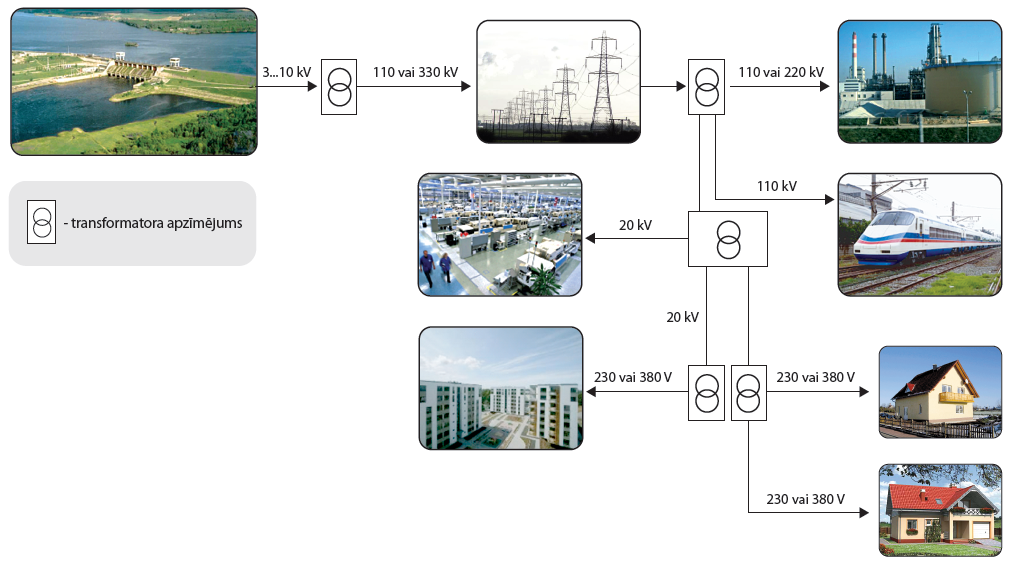 3...10 kV
110 vai 330 kV
110 vai 220 kV
110 kV
- transformatora apzīmējums
20 kV
20 kV
230 vai 380 V
230 vai 380 V
230 vai 380 V